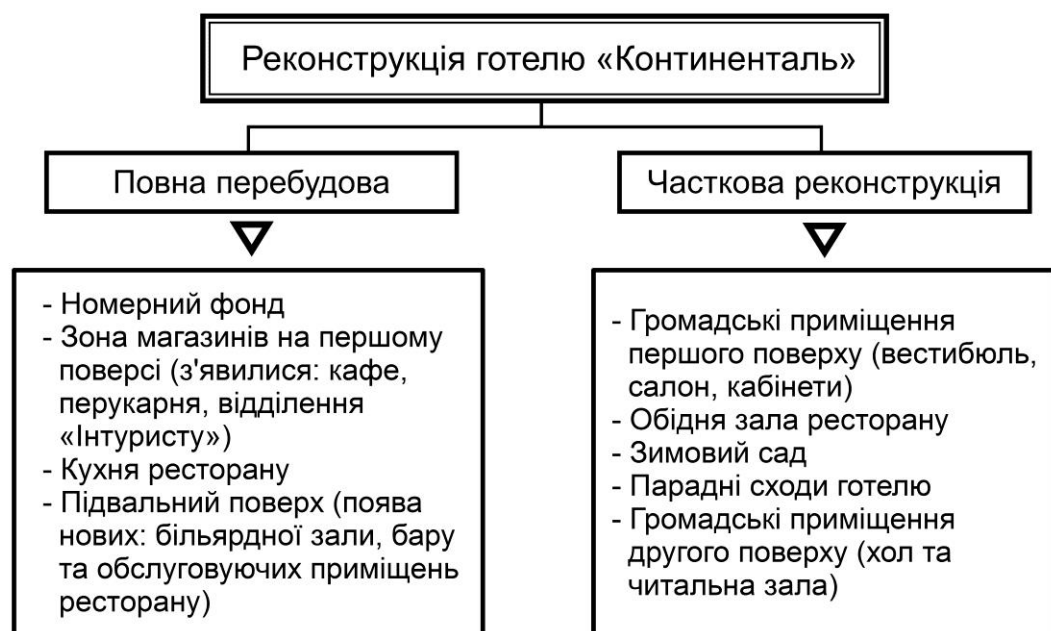 Реконструкція готелю «Континенталь»
Повна перебудова
- Номерний фонд
- Зона магазинів на першому
поверсі (з'явилися: кафе,
перукарня, відділення
«Інтуристу»)
- Кухня ресторану
- Підвальний поверх (поява
нових: більярдної зали, бару
та обслуговуючих приміщень
ресторану)
Часткова реконструкція
- Громадські приміщення
першого поверху (вестибюль,
салон, кабінети)
- Обідня зала ресторану
- Зимовий сад
- Парадні сходи готелю
- Громадські приміщення
другого поверху (хол та
читальна зала)